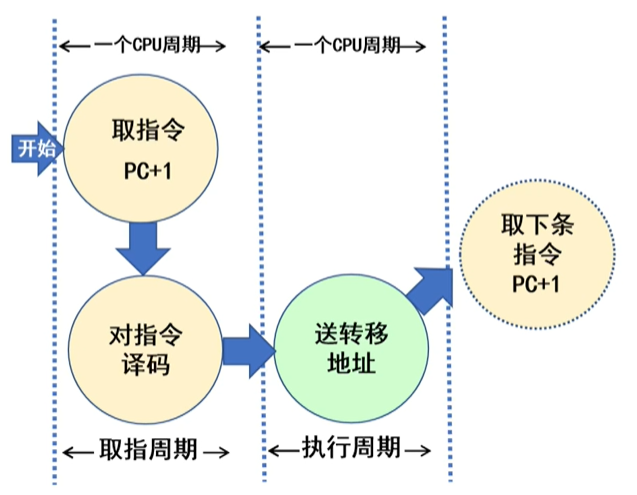 一个CPU周期
一个CPU周期
开始
取指令
PC+1
对指令
译码
送转移
地址
取下条
指令
PC+1
取指周期
执行周期